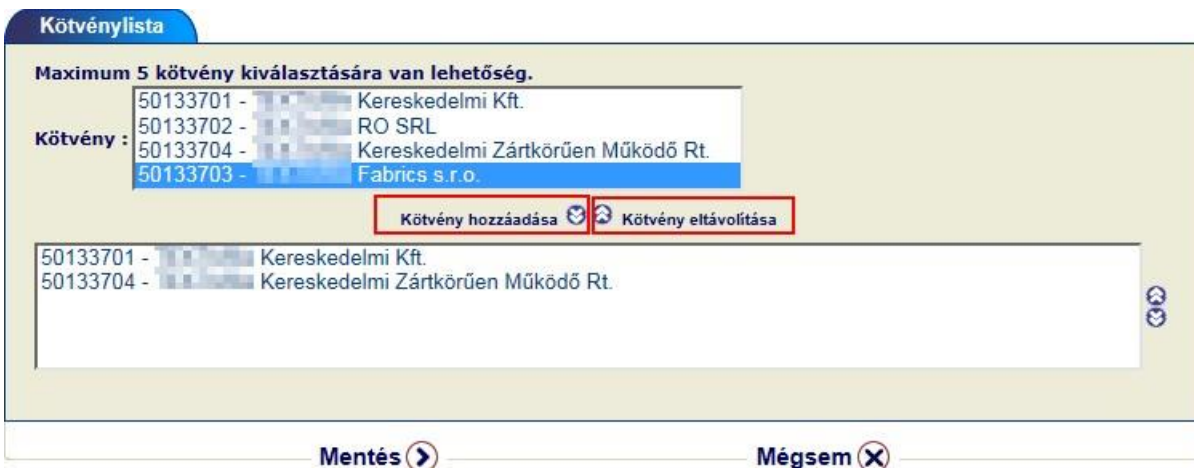 Kötvénylista
Maximum 5 kötvény kiválasztására van lehetőség.
Kötvény :
50133701 - Kereskedelmi Kft.
50133702 - RO SRL
50133704 - Kereskedelmi Zártkörűen Működő Rt.
50133703 - Fabrics s.r.o.
Kötvény hozzáadása Kötvény eltávolítása
50133701 - Kereskedelmi Kft.
50133704 - Kereskedelmi Zártkörűen Működő Rt.
Mentés Mégsem